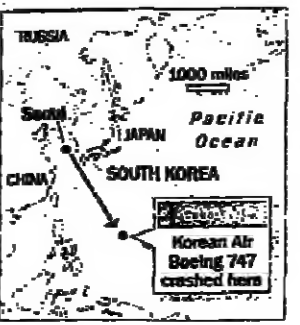 RUSSIA
1000 miles
Seoul
Pacific
Ocean
JAPAN
SOUTH KOREA
CHINA
Korean Air
Boeing 747
crashed here